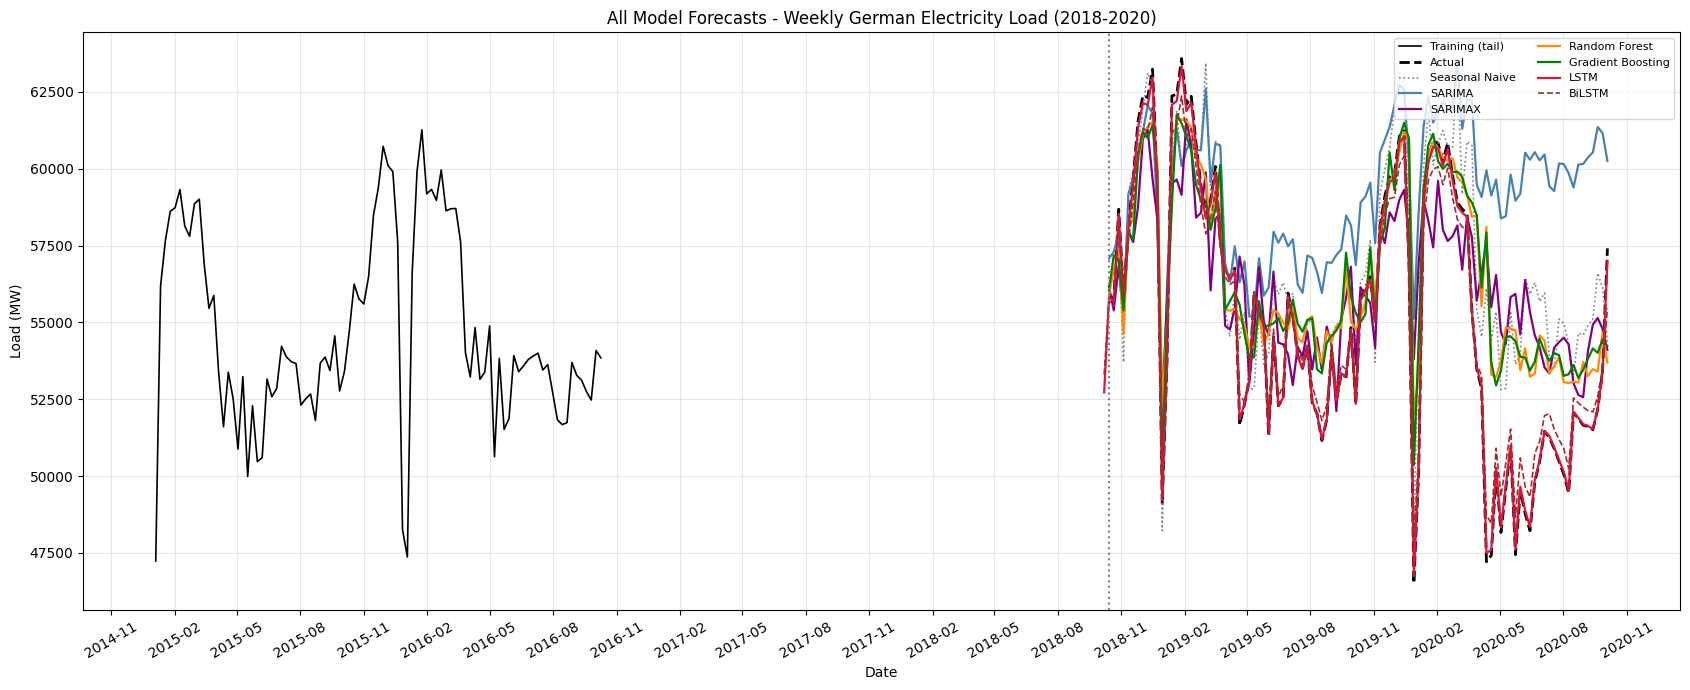 All Model Forecasts - Weekly German Electricity Load (2018-2020)
Training (tail)
Actual
Seasonal Naive
SARIMA
SARIMAX
Random Forest
Gradient Boosting
LSTM
BiLSTM
Load (MW)
62500
60000
57500
55000
52500
50000
47500
2014-11
2015-02
2015-05
2015-08
2015-11
2016-02
2016-05
2016-08
2016-11
2017-02
2017-05
2017-08
2017-11
2018-02
2018-05
2018-08
2018-11
2019-02
2019-05
2019-08
2019-11
2020-02
2020-05
2020-08
2020-11
Date